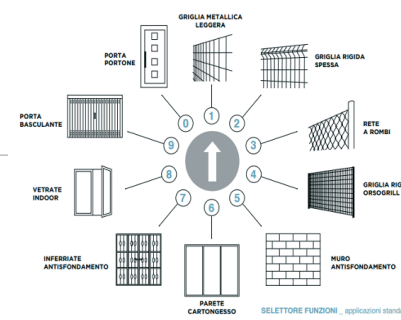 GRIGLIA METALLICA
LEGGERA
PORTA
PORTONE
GRIGLIA RIGIDA
SPESSA
0
1
2
PORTA
BASCULANTE
9
3
RETE
A ROMBI
VETRATE
INDOOR
8
4
GRIGLIA RIG
ORSOGRILL
7
6
5
INFERRIATE
ANTISFONDAMENTO
MURO
ANTISFONDAMENTO
PARETE
CARTONGESSO
SELETTORE FUNZIONI _ applicazioni standa